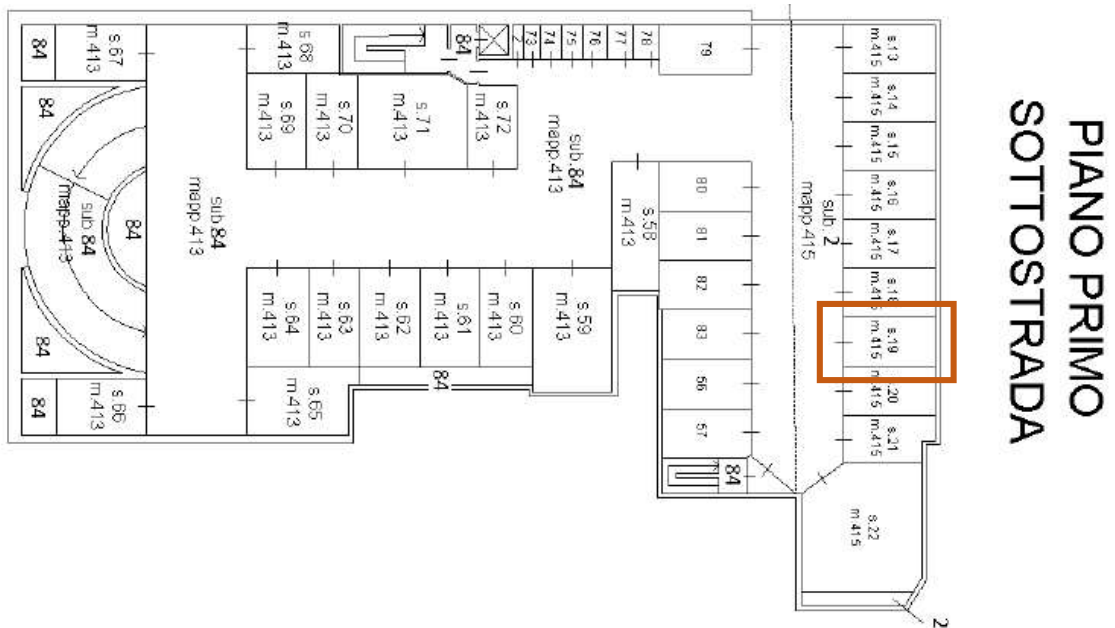 PIANO PRIMO
SOTTOSTRADA
s.13
m.415
s.14
m.415
s.15
m.415
s.16
m.415
s.17
m.415
s.18
m.415
s.19
m.415
s.20
m.415
s.21
m.415
s.22
m.415
2
sub. 2
mapp.415
79
80
81
82
83
56
57
84
78
77
76
75
74
73
84
s.58
m.413
sub.84
mapp.413
s.72
m.413
s.71
m.413
s.70
m.413
s.69
m.413
s.68
m.413
s.59
m.413
s.60
m.413
s.61
m.413
s.62
m.413
s.63
m.413
s.64
m.413
84
s.65
m.413
sub.84
mapp.413
s.67
m.413
84
84
84
sub.84
mapp.413
84
s.66
m.413
84